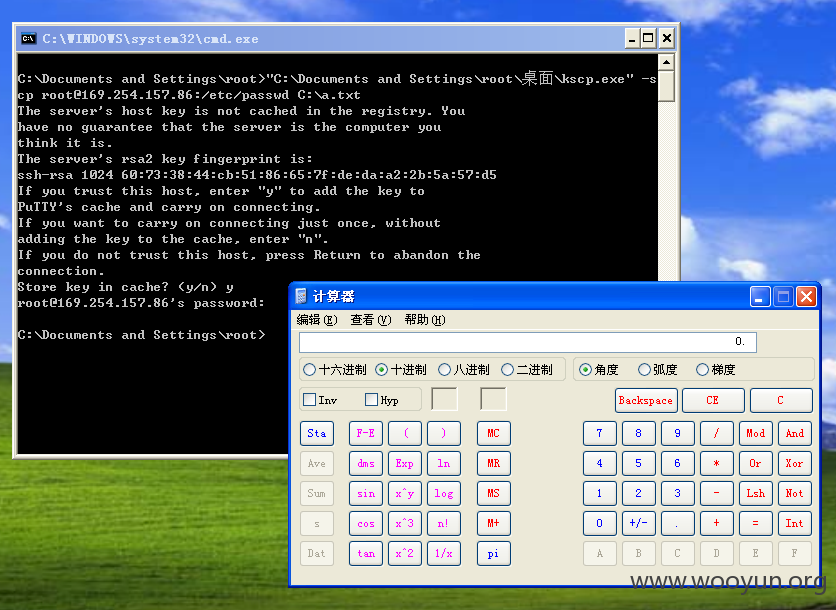 C:\WINDOWS\system32\cmd.exe
C:\Documents and Settings\root>"C:\Documents and Settings\root\桌面\kscp.exe" -s
cp root@169.254.157.86:/etc/passwd C:\a.txt
The server's host key is not cached in the registry. You
have no guarantee that the server is the computer you
think it is.
The server's rsa2 key fingerprint is:
ssh-rsa 1024 60:73:38:44:cb:51:86:65:7f:de:da:a2:2b:5a:57:d5
If you trust this host, enter "y" to add the key to
PuTTY's cache and carry on connecting.
If you want to carry on connecting just once, without
adding the key to the cache, enter "n".
If you do not trust this host, press Return to abandon the
connection.
Store key in cache? (y/n) y
root@169.254.157.86's password:
C:\Documents and Settings\root>
计算器
编辑(E) 查看(V) 帮助(H)
0.
十六进制 十进制 八进制 二进制 角度 弧度 梯度
Inv Hyp Backspace CE C
Sta F-E ( ) MC 7 8 9 / Mod And
Ave dms Exp ln MR 4 5 6 * Or Xor
Sum sin x^y log MS 1 2 3 - Lsh Not
s cos x^3 n! M+ 0 +/- . + = Int
Dat tan x^2 1/x pi A B C D E F
www.wooyun.org